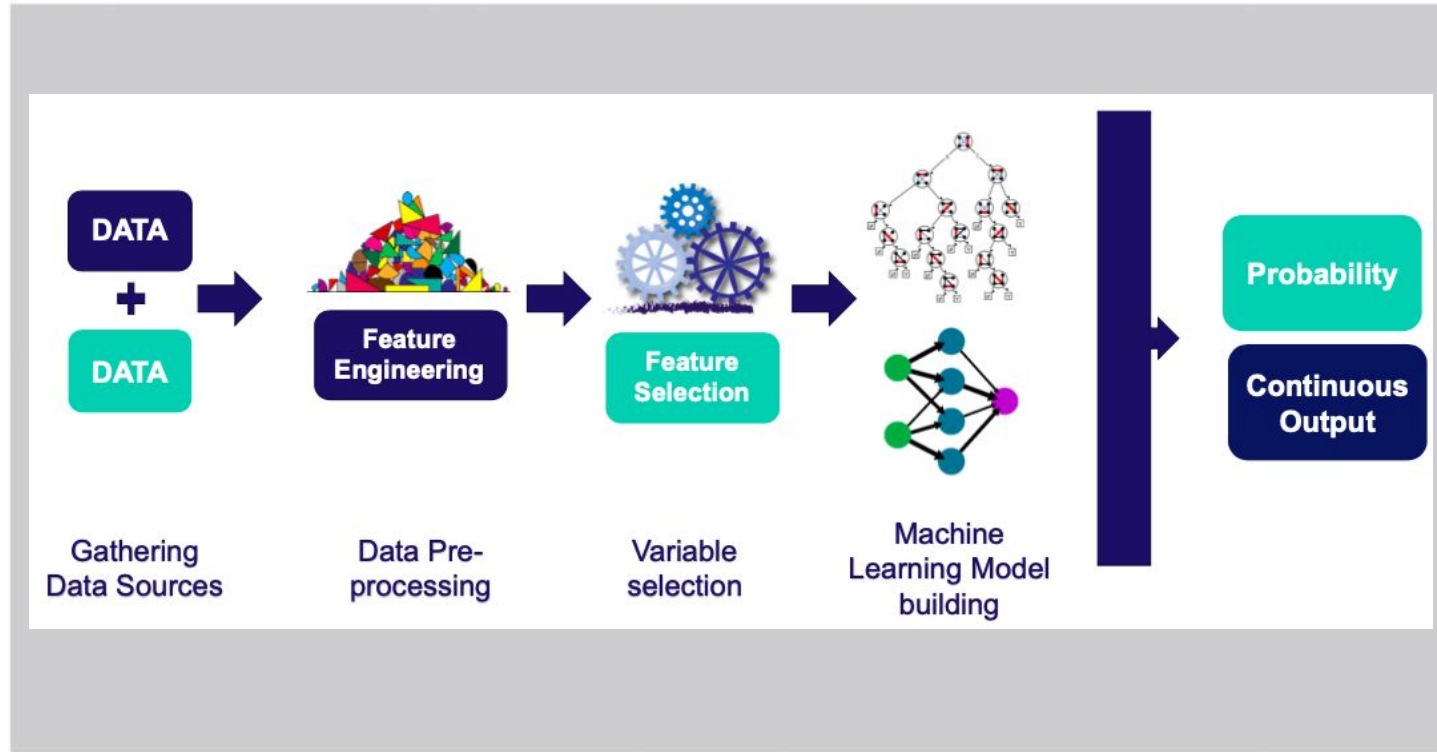 DATA
+
DATA
Feature
Engineering
Feature
Selection
Probability
Continuous
Output
Gathering
Data Sources
Data Pre-
processing
Variable
selection
Machine
Learning Model
building